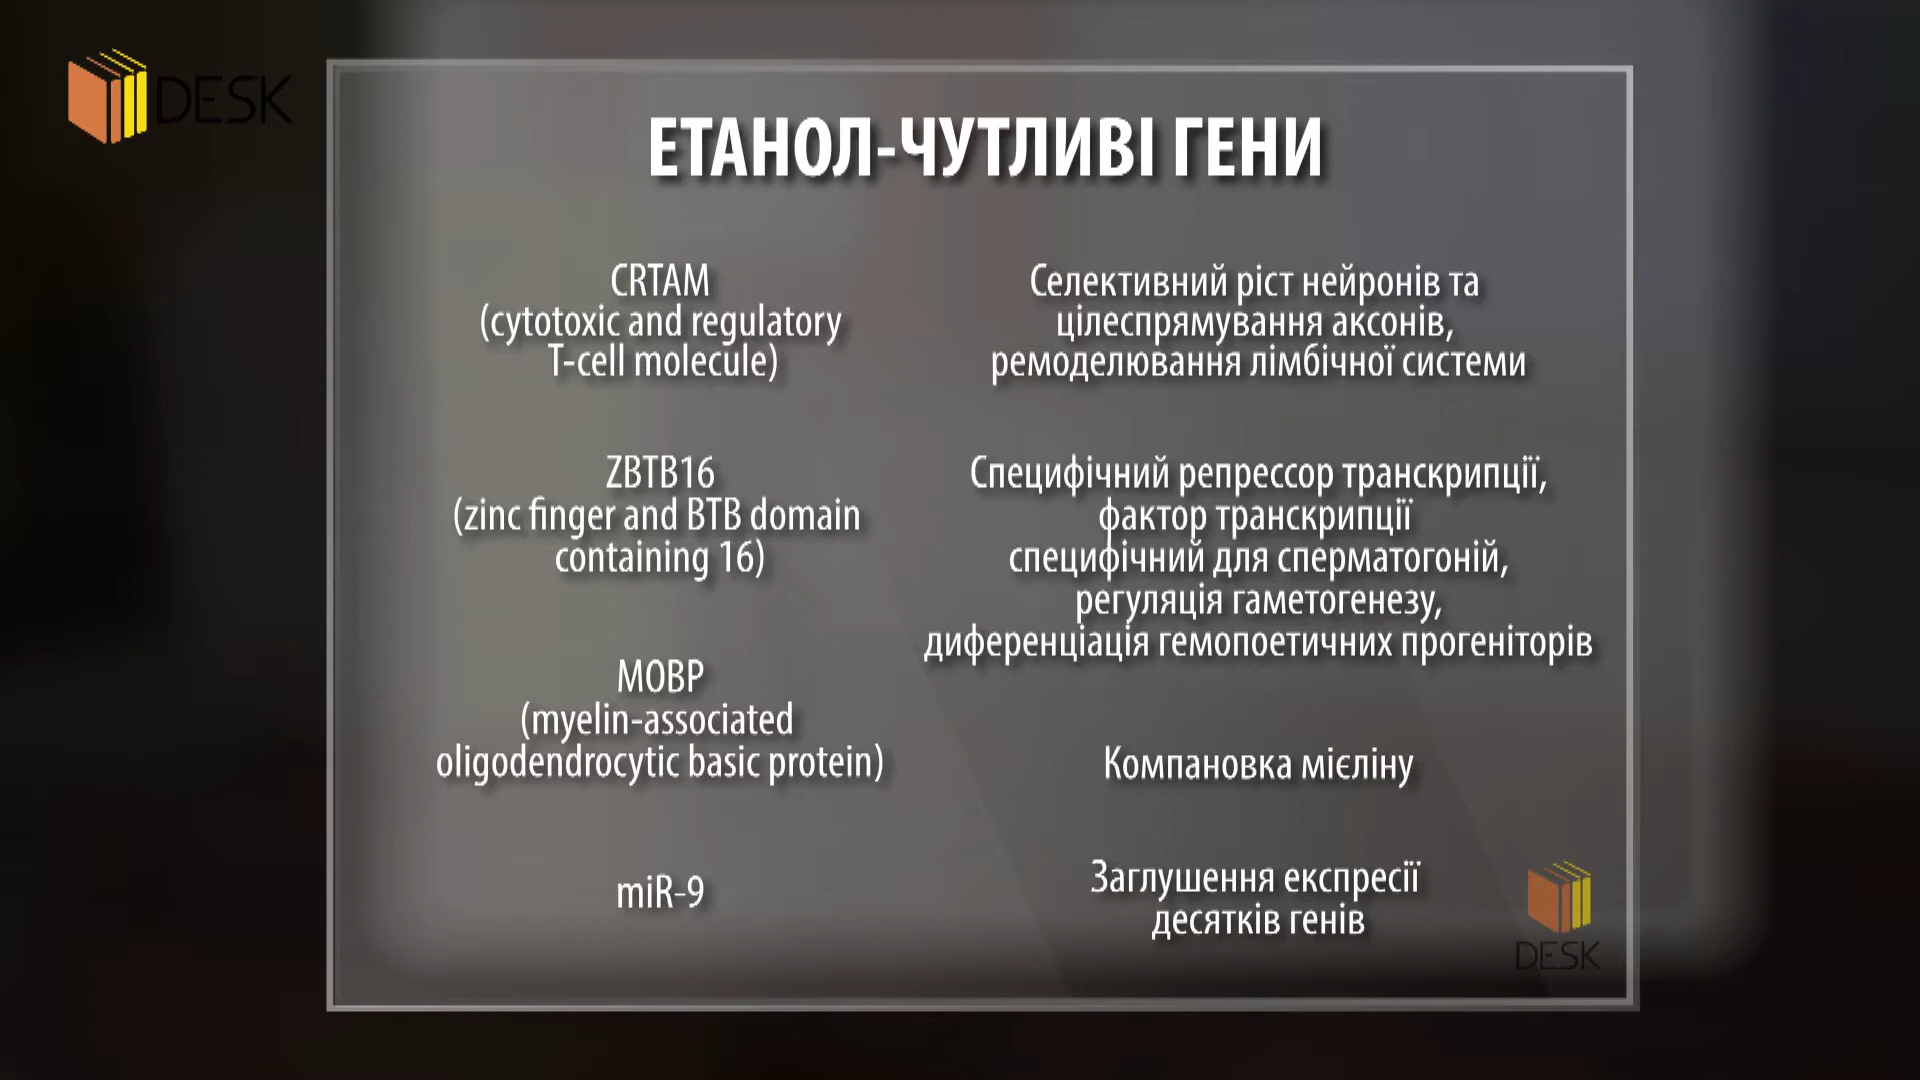 DESK
ЕТАНОЛ-ЧУТЛИВІ ГЕНИ
CRTAM
(cytotoxic and regulatory
T-cell molecule)
Селективний ріст нейронів та
цілеспрямування аксонів,
ремоделювання лімбічної системи
ZBTB16
(zinc finger and BTB domain
containing 16)
Специфічний репрессор транскрипції,
фактор транскрипції
специфічний для сперматогоній,
регуляція гаметогенезу,
диференціація гемопоетичних прогеніторів
MOBP
(myelin-associated
oligodendrocytic basic protein)
Компановка мієліну
miR-9
Заглушення експресії
десятків генів
DESK